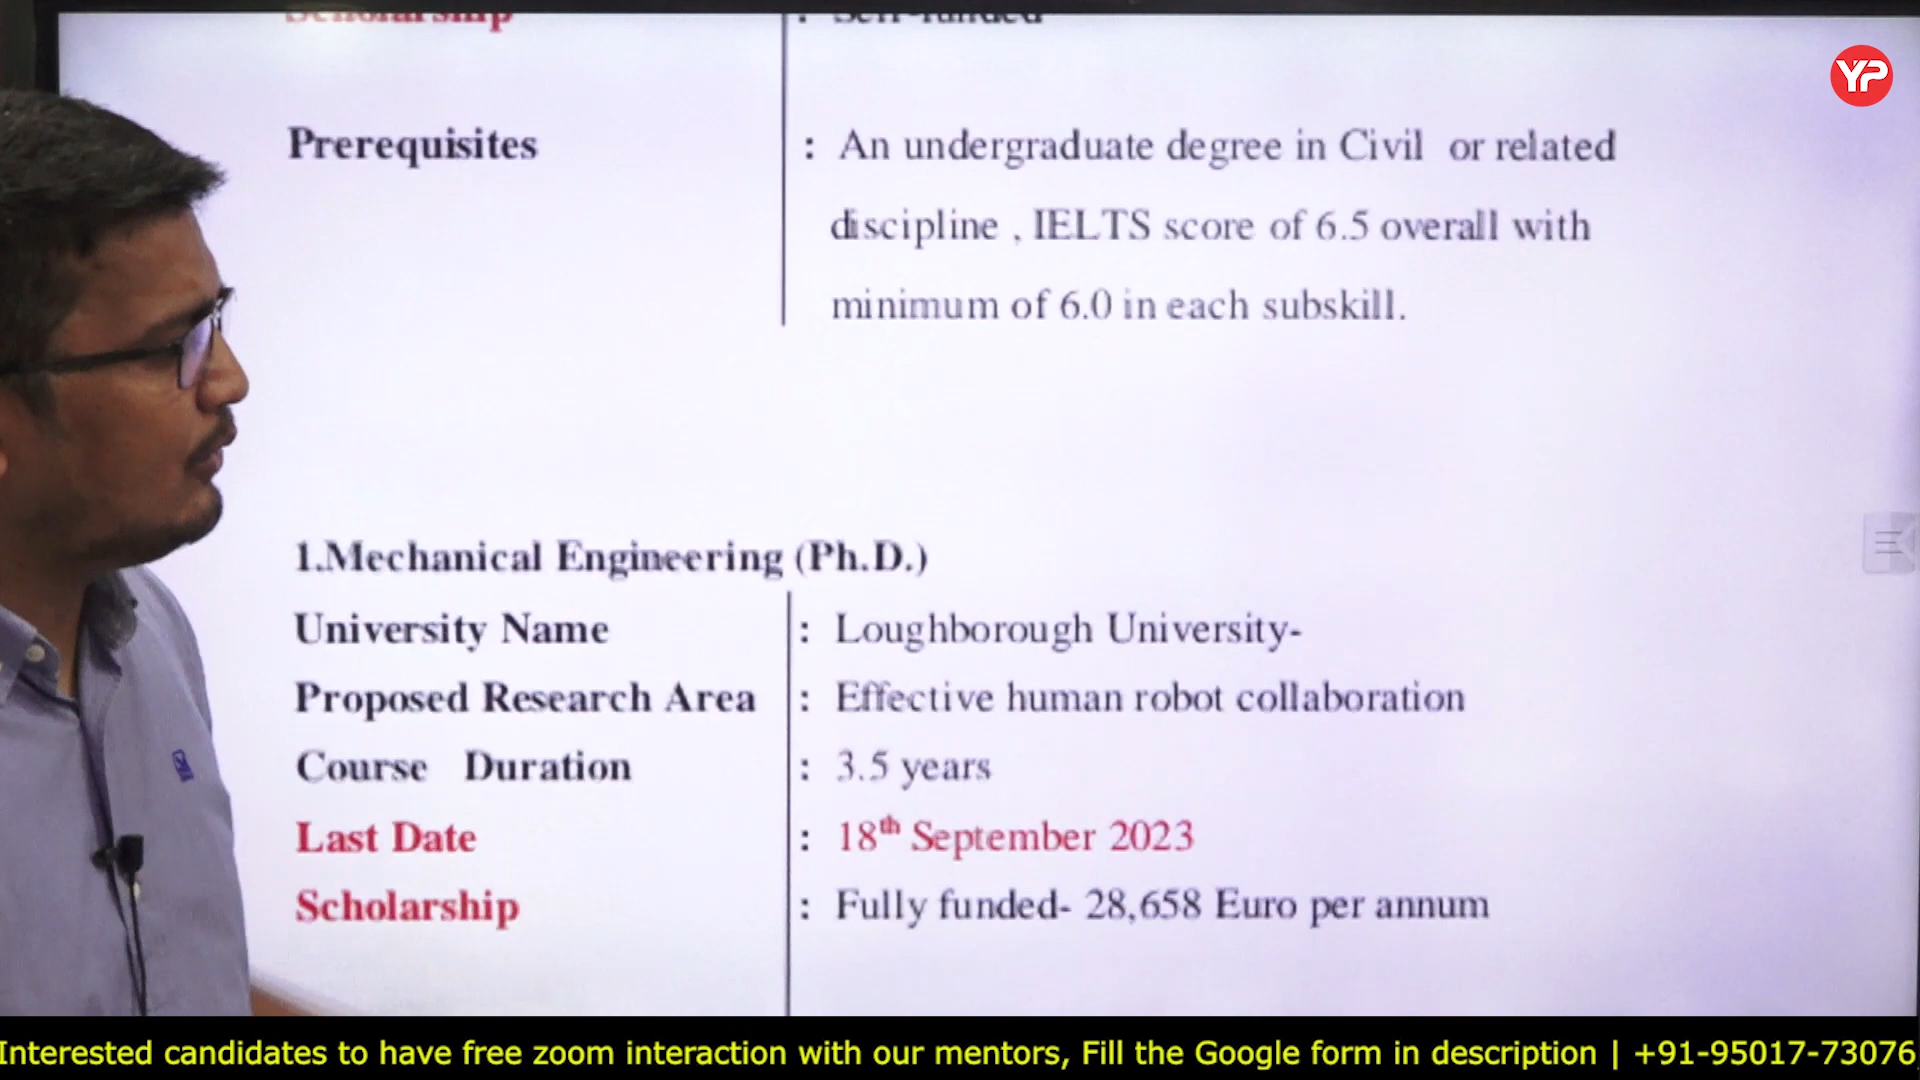 Scholarship : Self-funded
YP
Prerequisites : An undergraduate degree in Civil or related
discipline , IELTS score of 6.5 overall with
minimum of 6.0 in each subskill.
1.Mechanical Engineering (Ph.D.)
University Name : Loughborough University-
Proposed Research Area : Effective human robot collaboration
Course Duration : 3.5 years
Last Date : 18th September 2023
Scholarship : Fully funded- 28,658 Euro per annum
Interested candidates to have free zoom interaction with our mentors, Fill the Google form in description | +91-95017-73076